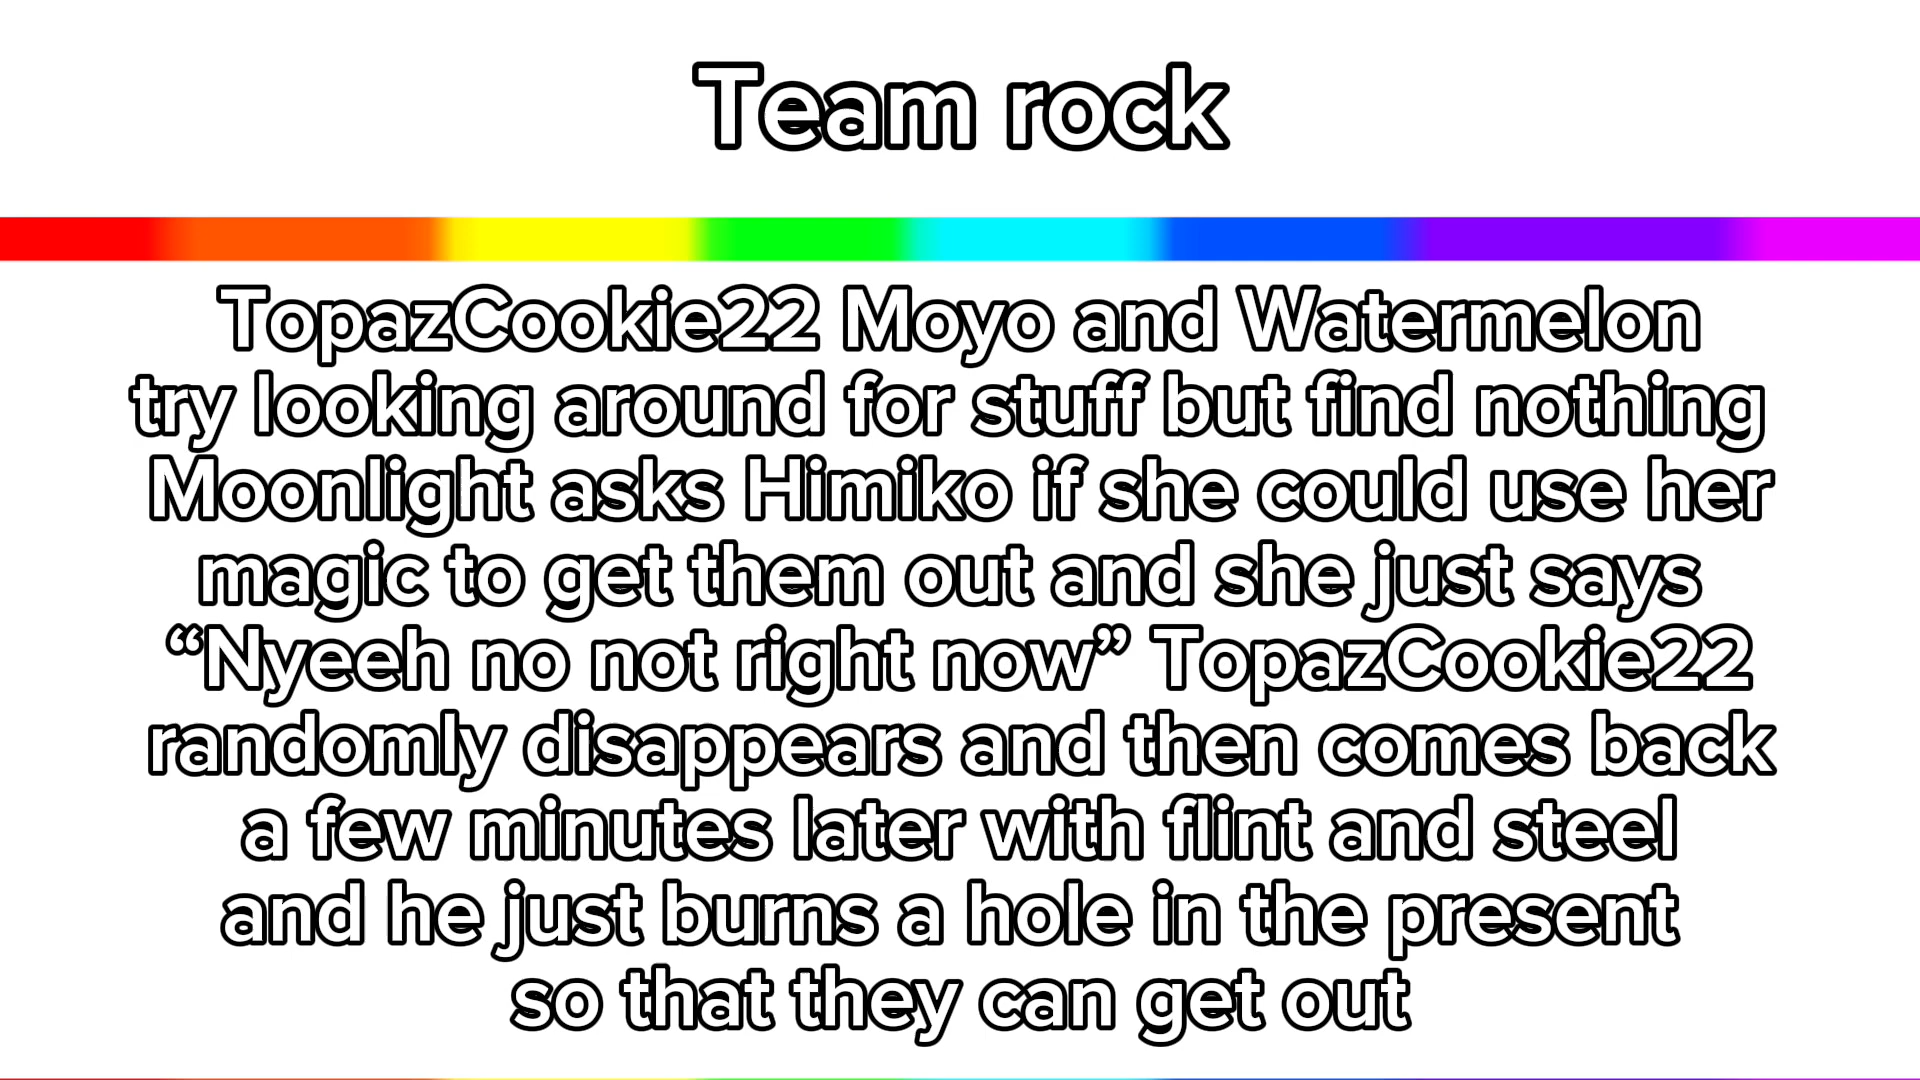 Team rock
TopazCookie22 Moyo and Watermelon
try looking around for stuff but find nothing
Moonlight asks Himiko if she could use her
magic to get them out and she just says
“Nyeeh no not right now” TopazCookie22
randomly disappears and then comes back
a few minutes later with flint and steel
and he just burns a hole in the present
so that they can get out